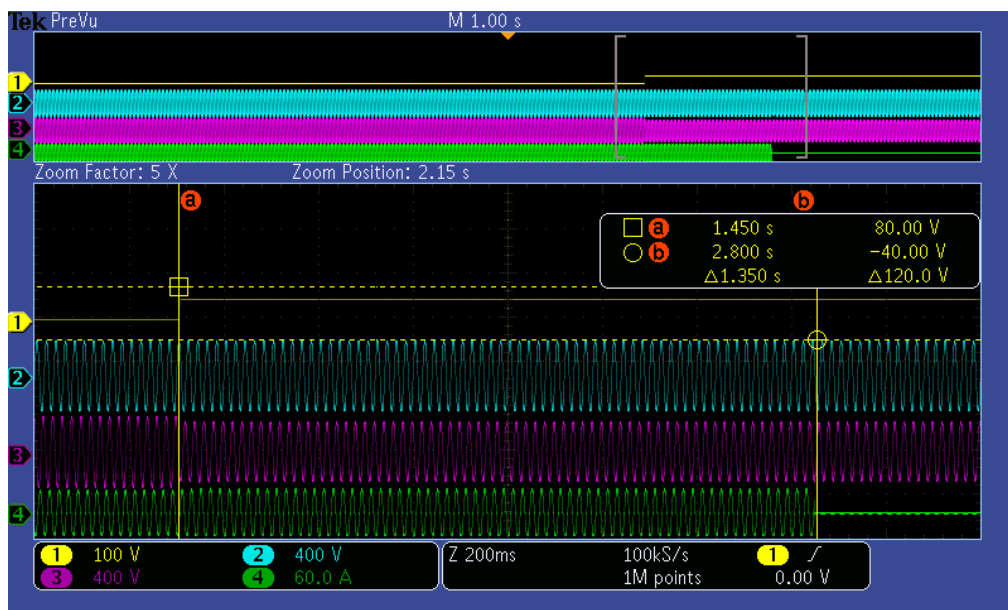 Tek PreVu M 1.00 s
1
2
3
4
Zoom Factor: 5 X Zoom Position: 2.15 s
a b
a 1.450 s 80.00 V
b 2.800 s -40.00 V
△1.350 s △120.0 V
1
2
3
4
1 100 V 2 400 V Z 200ms 100kS/s 1
3 400 V 4 60.0 A 1M points 0.00 V